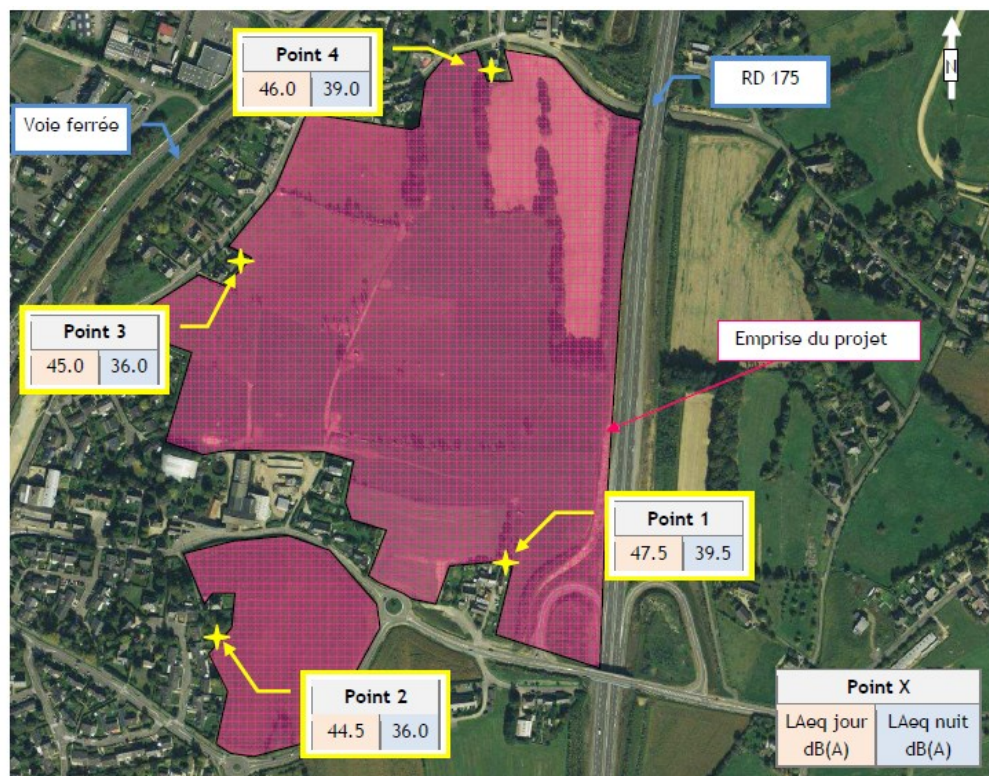 Point 4
46.0 39.0
RD 175
N
Voie ferrée
Point 3
45.0 36.0
Emprise du projet
Point 1
47.5 39.5
Point 2
44.5 36.0
Point X
LAeq jour LAeq nuit
dB(A) dB(A)